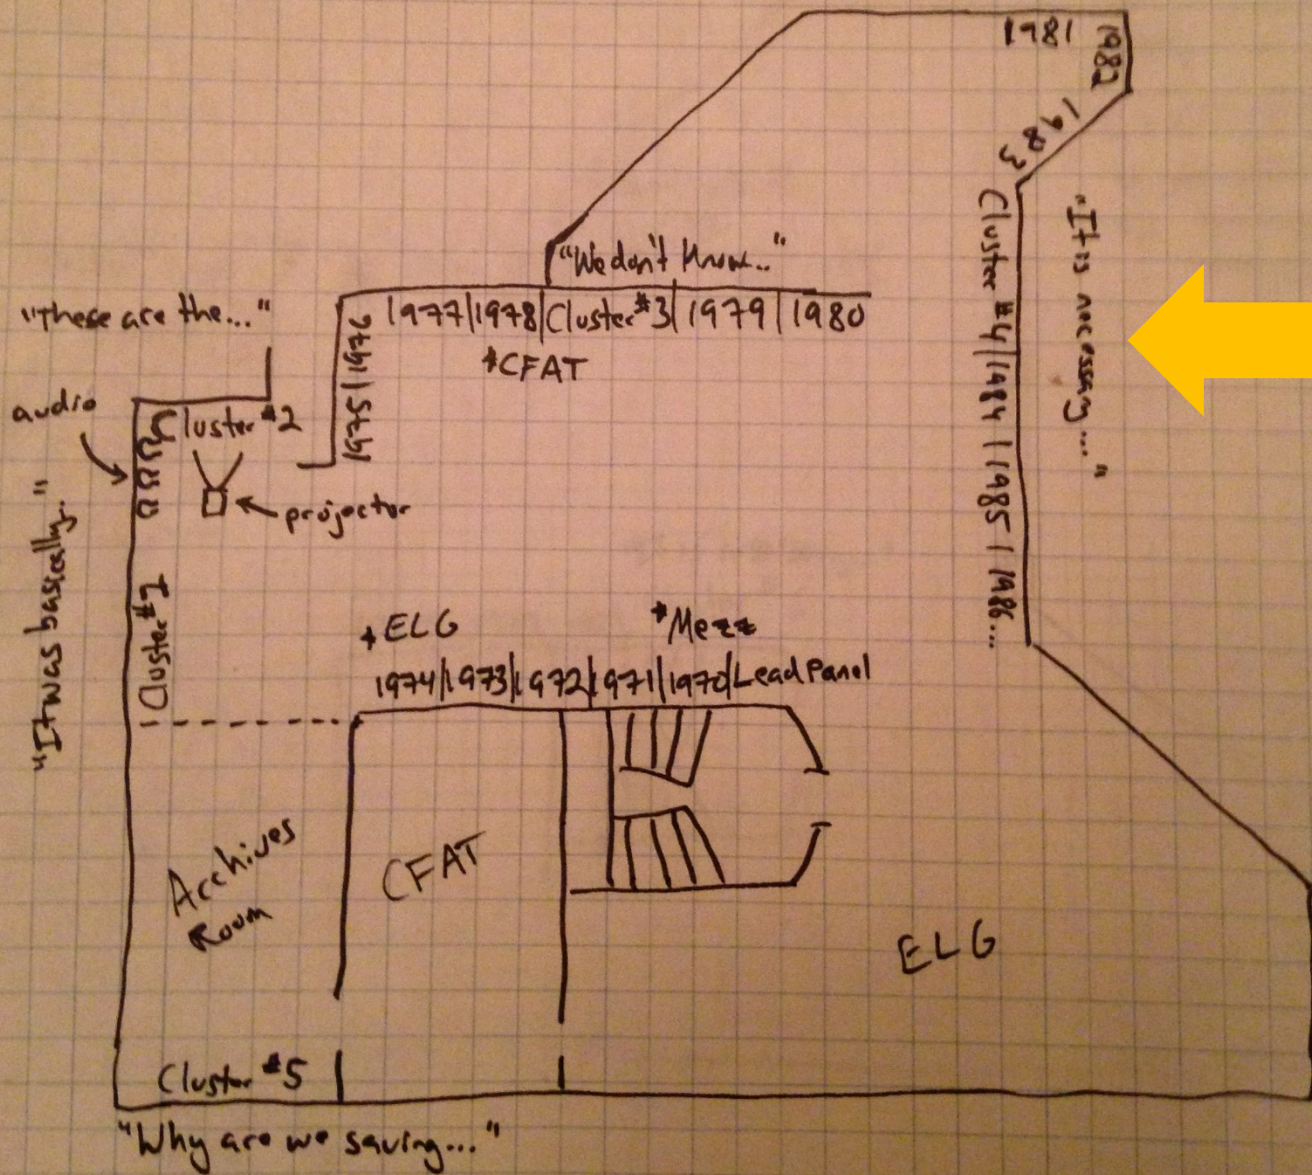 1981
1982
1983
"We don't know..."
"These are the..."
1977|1978|Cluster #3|1979|1980
1975|1976
*CFAT
Cluster #4|1984|1985|1986...
"It is necessary..."
audio
Cluster #2
projector
"It was basically..."
Cluster #1
*ELG
*Mezz
1974|1973|1972|1971|1970|Lead Panel
Archives
Room
CFAT
ELG
Cluster #5
"Why are we saving..."